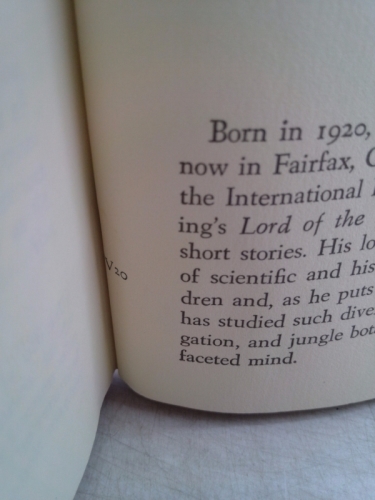 Born in 1920,
now in Fairfax, C
the International
ing's Lord of the
short stories. His lo
of scientific and his
dren and, as he puts
has studied such dive
gation, and jungle bot
faceted mind.
V20